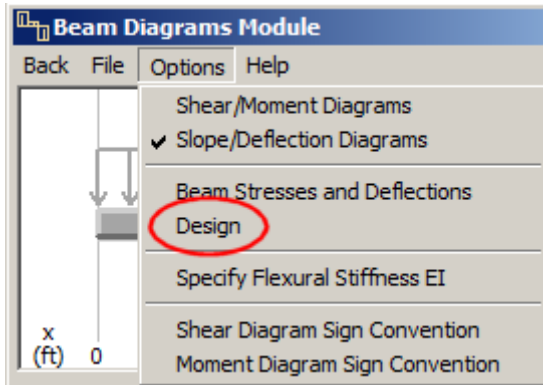 Beam Diagrams Module
Back File Options Help
Shear/Moment Diagrams
Slope/Deflection Diagrams
Beam Stresses and Deflections
Design
Specify Flexural Stiffness EI
Shear Diagram Sign Convention
Moment Diagram Sign Convention
x
(ft) 0